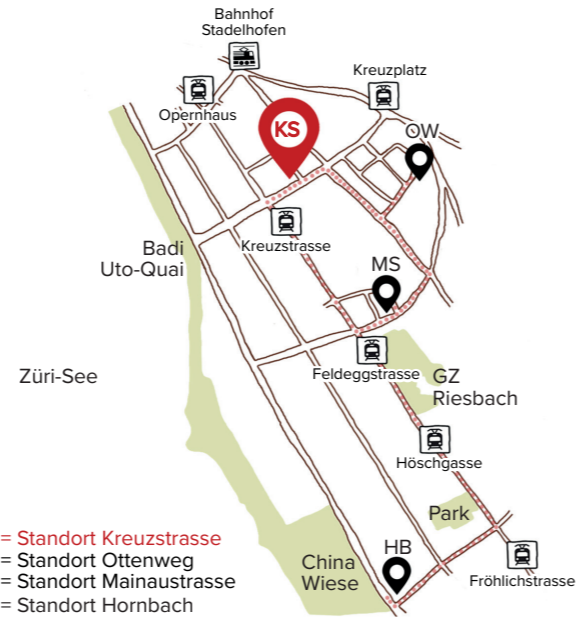 Bahnhof
Stadelhofen
Kreuzplatz
Opernhaus
OW
KS
Kreuzstrasse
Badi
Uto-Quai
MS
Züri-See
Feldeggstrasse
GZ
Riesbach
Höschgasse
Park
= Standort Kreuzstrasse
= Standort Ottenweg
= Standort Mainaustrasse
= Standort Hornbach
China
Wiese
HB
Fröhlichstrasse